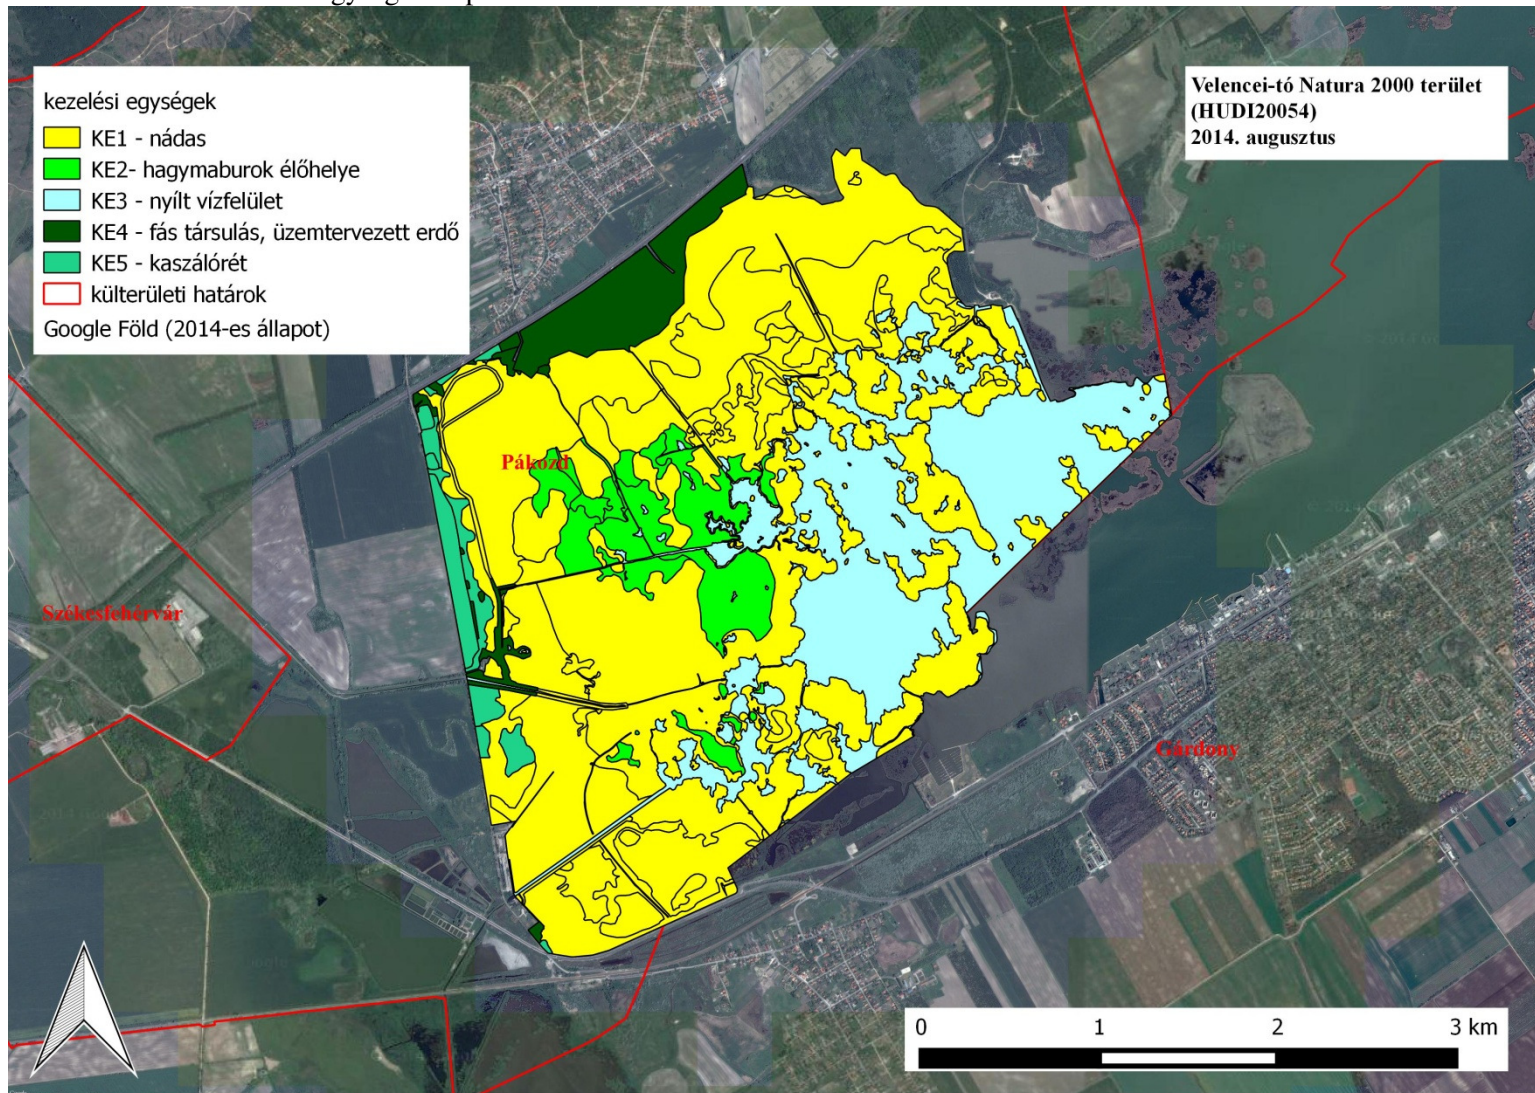 kezelési egységek
KE1 - nádas
KE2- hagymaburok élőhelye
KE3 - nyílt vízfelület
KE4 - fás társulás, üzemtervezett erdő
KE5 - kaszálórét
külterületi határok
Google Föld (2014-es állapot)
Velencei-tó Natura 2000 terület
(HUDI20054)
2014. augusztus
Pákozd
Székesfehérvár
Gárdony
0 1 2 3 km